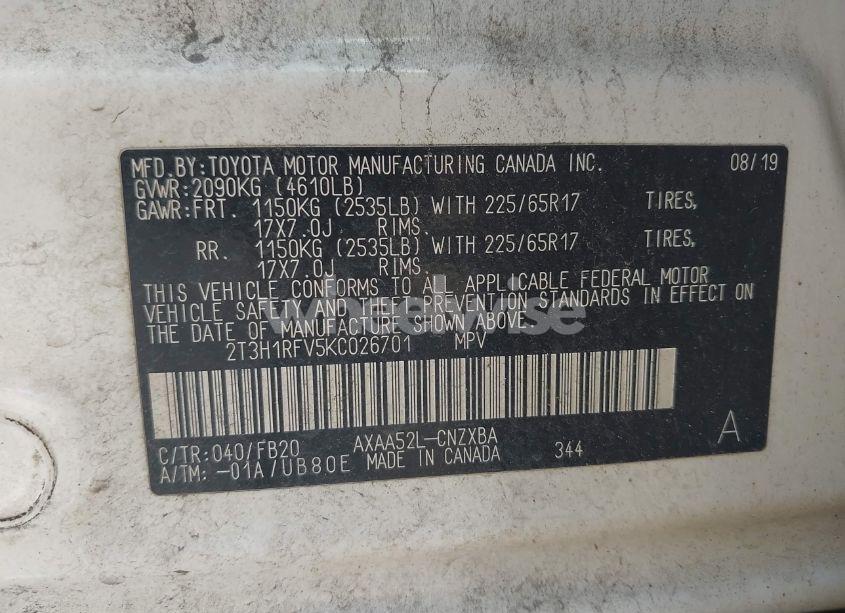 MFD.BY:TOYOTA MOTOR MANUFACTURING CANADA INC. 08/19
GVWR:2090KG (4610LB)
GAWR:FRT. 1150KG (2535LB) WITH 225/65R17 TIRES,
17X7.0J RIMS.
RR. 1150KG (2535LB) WITH 225/65R17 TIRES,
17X7.0J RIMS.
THIS VEHICLE CONFORMS TO ALL APPLICABLE FEDERAL MOTOR
VEHICLE SAFETY AND THEFT PREVENTION STANDARDS IN EFFECT ON
THE DATE OF MANUFACTURE SHOWN ABOVE.
wheelwise
2T3H1RFV5KC026701 MPV
C/TR:040/FB20 AXAA52L-CNZXBA A
A/TM:-01A/UB80E MADE IN CANADA 344